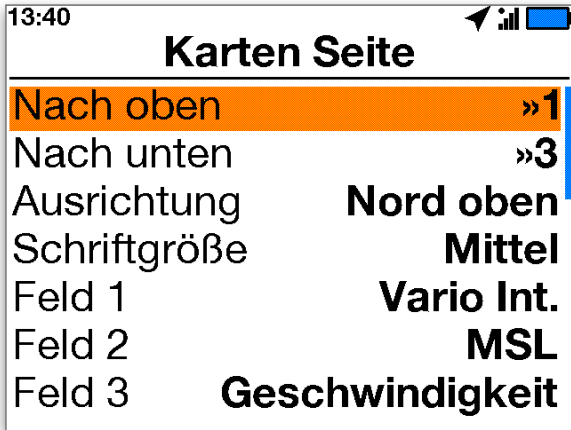 13:40
Karten Seite
Nach oben »1
Nach unten »3
Ausrichtung Nord oben
Schriftgröße Mittel
Feld 1 Vario Int.
Feld 2 MSL
Feld 3 Geschwindigkeit